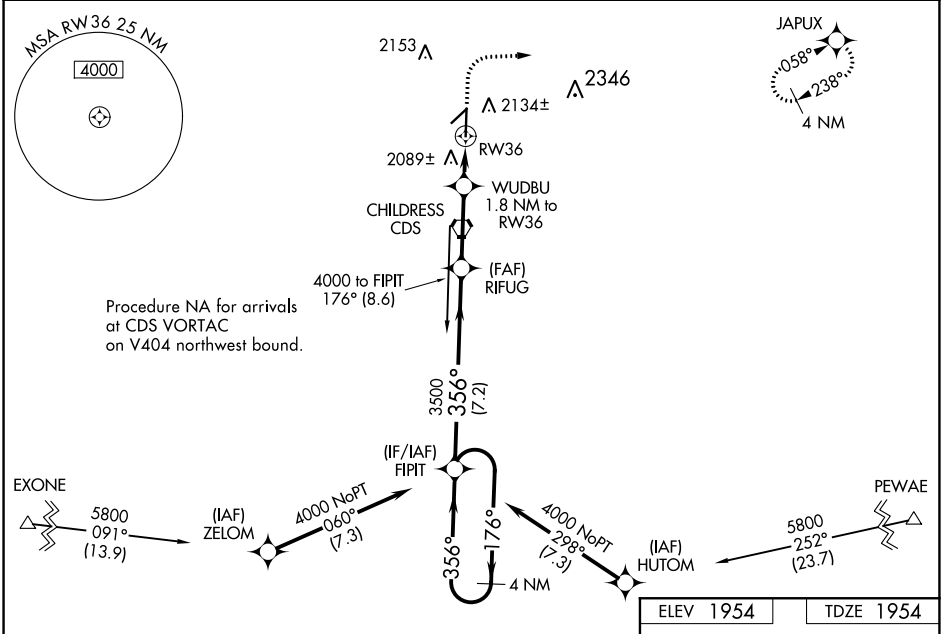 MSA RW36 25 NM
4000
2153
2346
2134±
JAPUX
058°
238°
4 NM
RW36
2089±
WUDBU
1.8 NM to
RW36
CHILDRESS
CDS
(FAF)
RIFUG
4000 to FIPIT
176° (8.6)
Procedure NA for arrivals
at CDS VORTAC
on V404 northwest bound.
3500
356°
(7.2)
(IF/IAF)
FIPIT
EXONE
5800
091°
(13.9)
(IAF)
ZELOM
4000 NoPT
060°
(7.3)
356°
176°
4 NM
4000 NoPT
298°
(7.3)
(IAF)
HUTOM
PEWAE
5800
252°
(23.7)
ELEV 1954
TDZE 1954